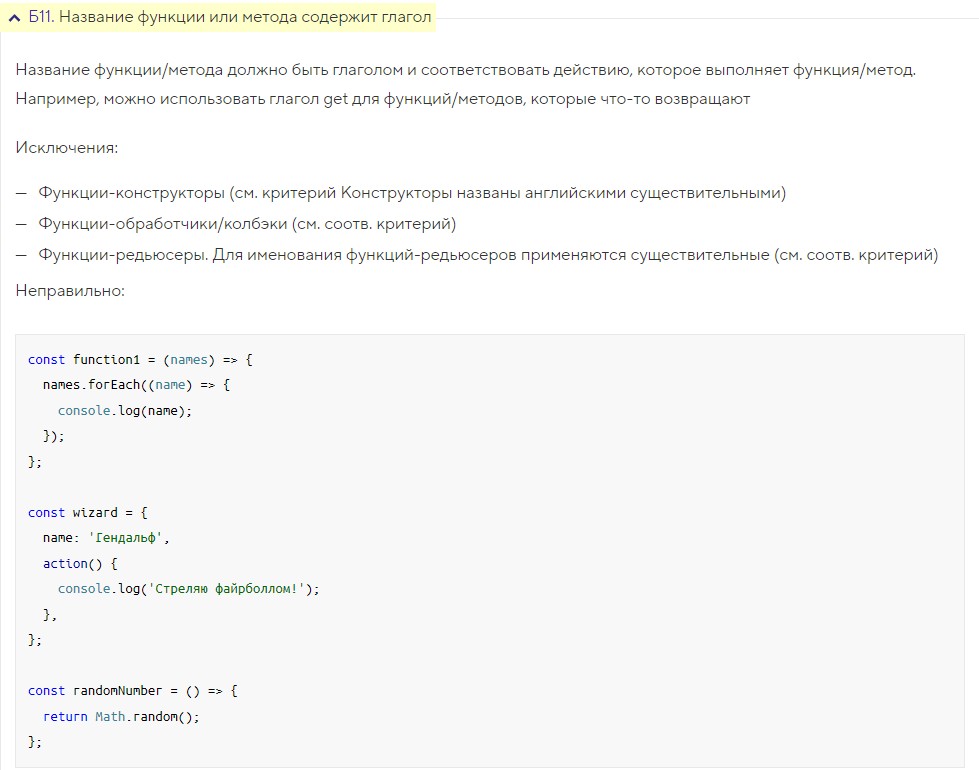 Б11. Название функции или метода содержит глагол
Название функции/метода должно быть глаголом и соответствовать действию, которое выполняет функция/метод.
Например, можно использовать глагол get для функций/методов, которые что-то возвращают
Исключения:
— Функции-конструкторы (см. критерий Конструкторы названы английскими существительными)
— Функции-обработчики/колбэки (см. соотв. критерий)
— Функции-редьюсеры. Для именования функций-редьюсеров применяются существительные (см. соотв. критерий)
Неправильно:
const function1 = (names) => {
  names.forEach((name) => {
    console.log(name);
  });
};
const wizard = {
  name: 'Гендальф',
  action() {
    console.log('Стреляю файрболлом!');
  },
};
const randomNumber = () => {
  return Math.random();
};